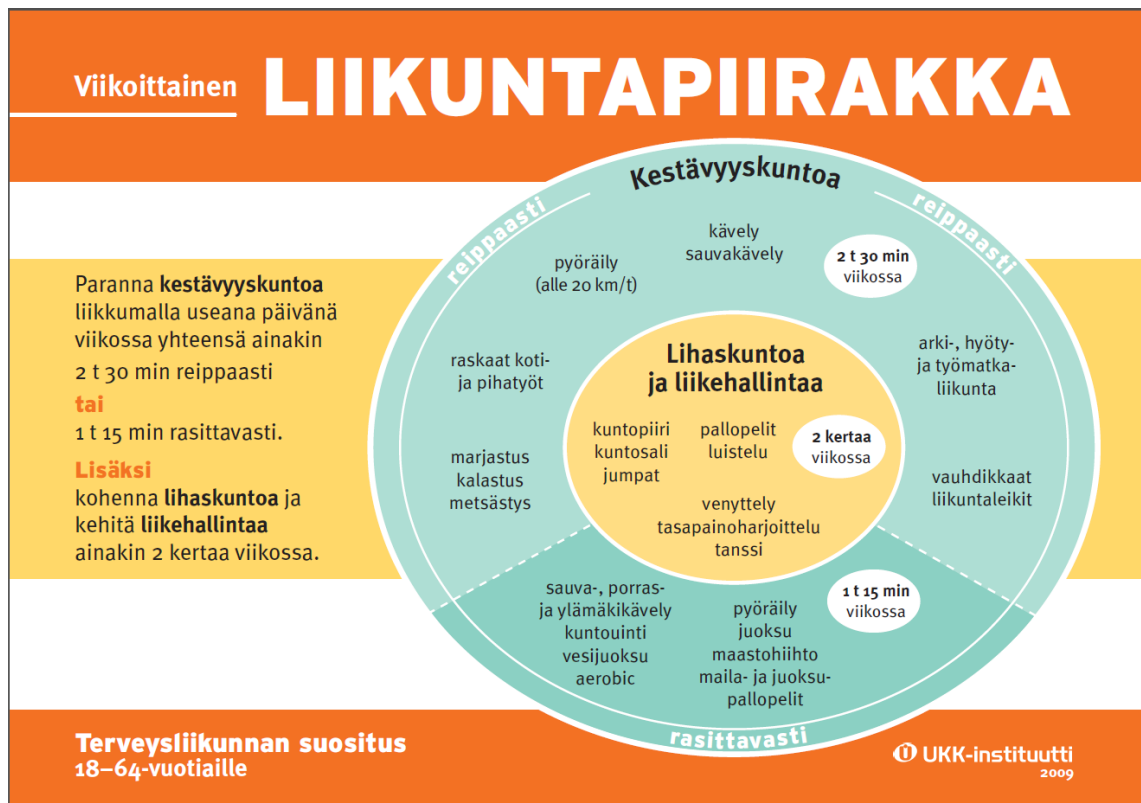 Viikoittainen LIIKUNTAPIIRAKKA
Paranna kestävyyskuntoa
liikkumalla useana päivänä
viikossa yhteensä ainakin
2 t 30 min reippaasti
tai
1 t 15 min rasittavasti.
Lisäksi
kohenna lihaskuntoa ja
kehitä liikehallintaa
ainakin 2 kertaa viikossa.
Kestävyyskuntoa
reippaasti
reippaasti
kävely
sauvakävely
2 t 30 min
viikossa
pyöräily
(alle 20 km/t)
arki-, hyöty-
ja työmatka-
liikunta
raskaat koti-
ja pihatyöt
marjastus
kalastus
metsästys
vauhdikkaat
liikuntaleikit
Lihaskuntoa
ja liikehallintaa
kuntopiiri
kuntosali
jumpat
pallopelit
luistelu
2 kertaa
viikossa
venyttely
tasapainoharjoittelu
tanssi
sauva-, porras-
ja ylämäkikävely
kuntouinti
vesijuoksu
aerobic
pyöräily
juoksu
maastohiihto
maila- ja juoksu-
pallopelit
1 t 15 min
viikossa
rasittavasti
Terveysliikunnan suositus
18–64-vuotiaille
UKK-instituutti
2009